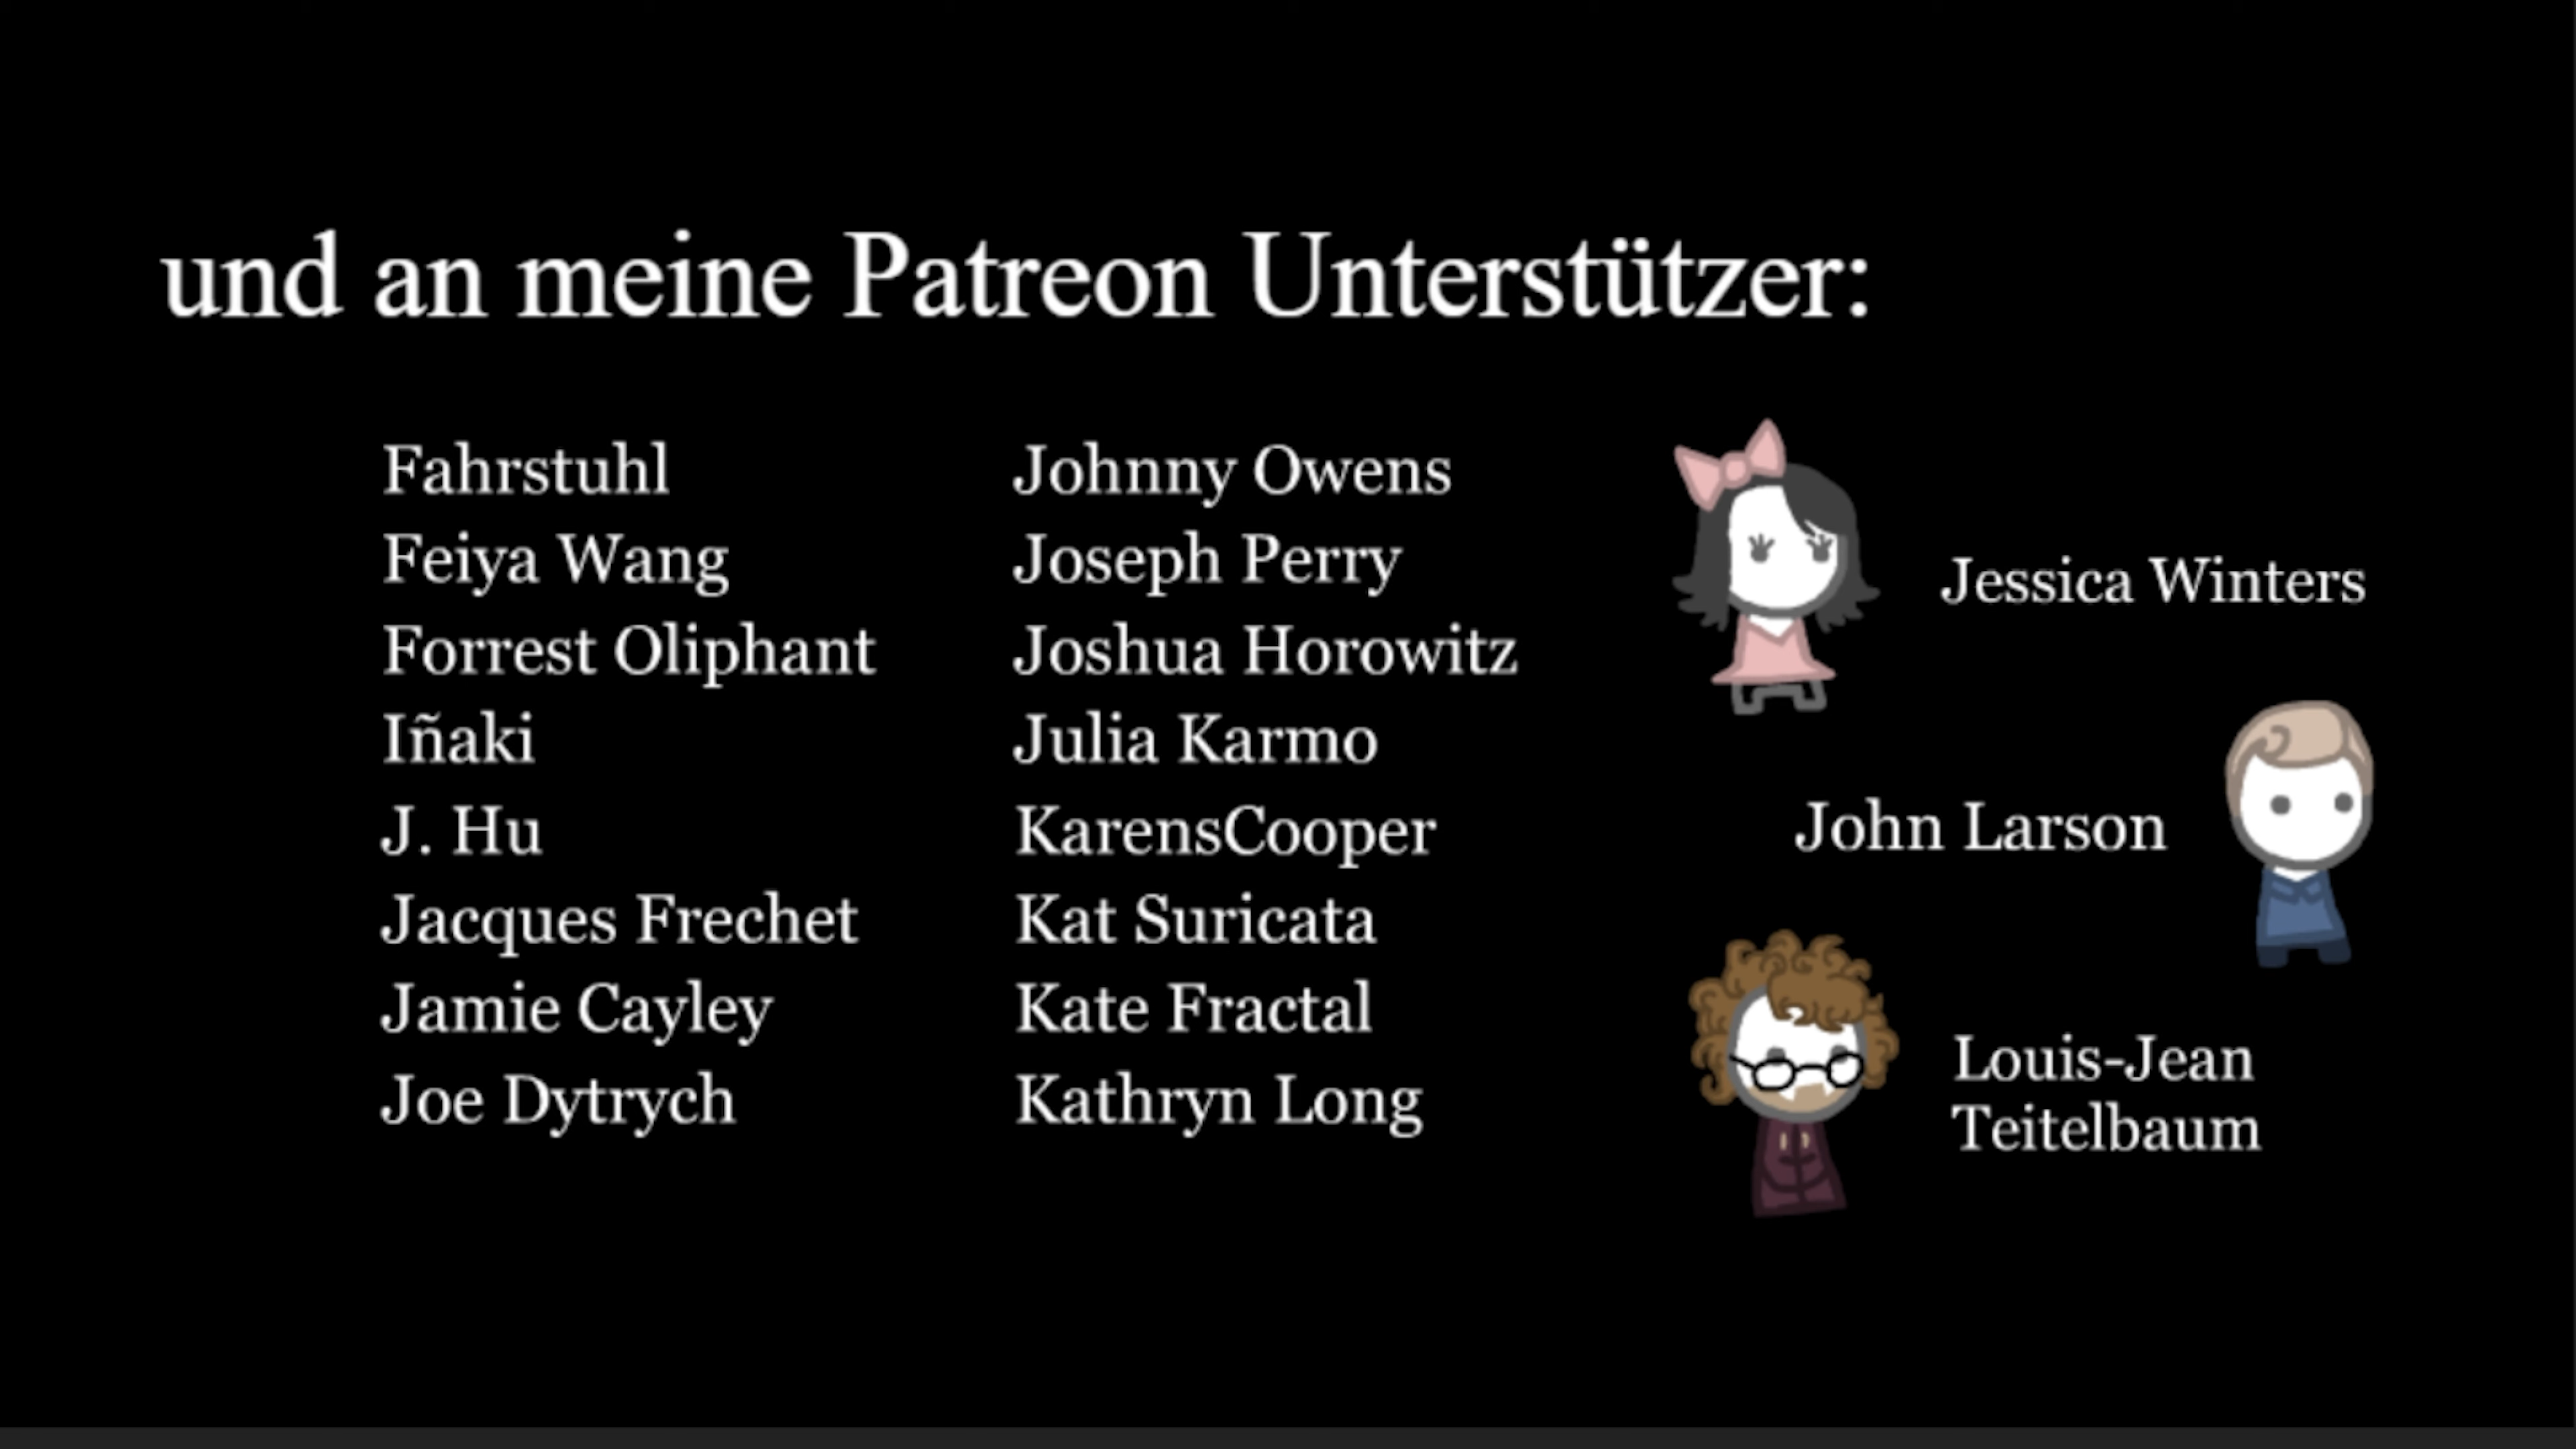 und an meine Patreon Unterstützer:
Fahrstuhl
Feiya Wang
Forrest Oliphant
Iñaki
J. Hu
Jacques Frechet
Jamie Cayley
Joe Dytrych
Johnny Owens
Joseph Perry
Joshua Horowitz
Julia Karmo
KarensCooper
Kat Suricata
Kate Fractal
Kathryn Long
Jessica Winters
John Larson
Louis-Jean
Teitelbaum